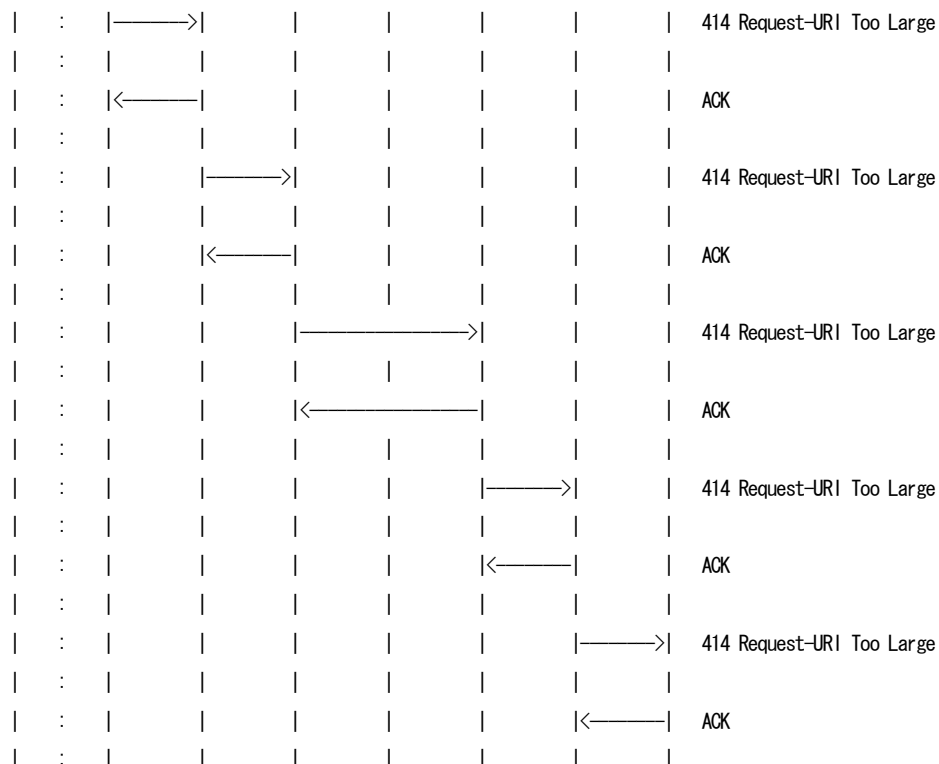 | : |-------->| | | | | | 414 Request-URI Too Large
| : | | | | | | |
| : |<--------| | | | | | ACK
| : | | | | | | |
| : | |-------->| | | | | 414 Request-URI Too Large
| : | | | | | | |
| : | |<--------| | | | | ACK
| : | | | | | | |
| : | | |------------------>| | | 414 Request-URI Too Large
| : | | | | | | |
| : | | |<------------------| | | ACK
| : | | | | | | |
| : | | | | |-------->| | 414 Request-URI Too Large
| : | | | | | | |
| : | | | | |<--------| | ACK
| : | | | | | | |
| : | | | | | |-------->| 414 Request-URI Too Large
| : | | | | | | |
| : | | | | | |<--------| ACK
| : | | | | | | |